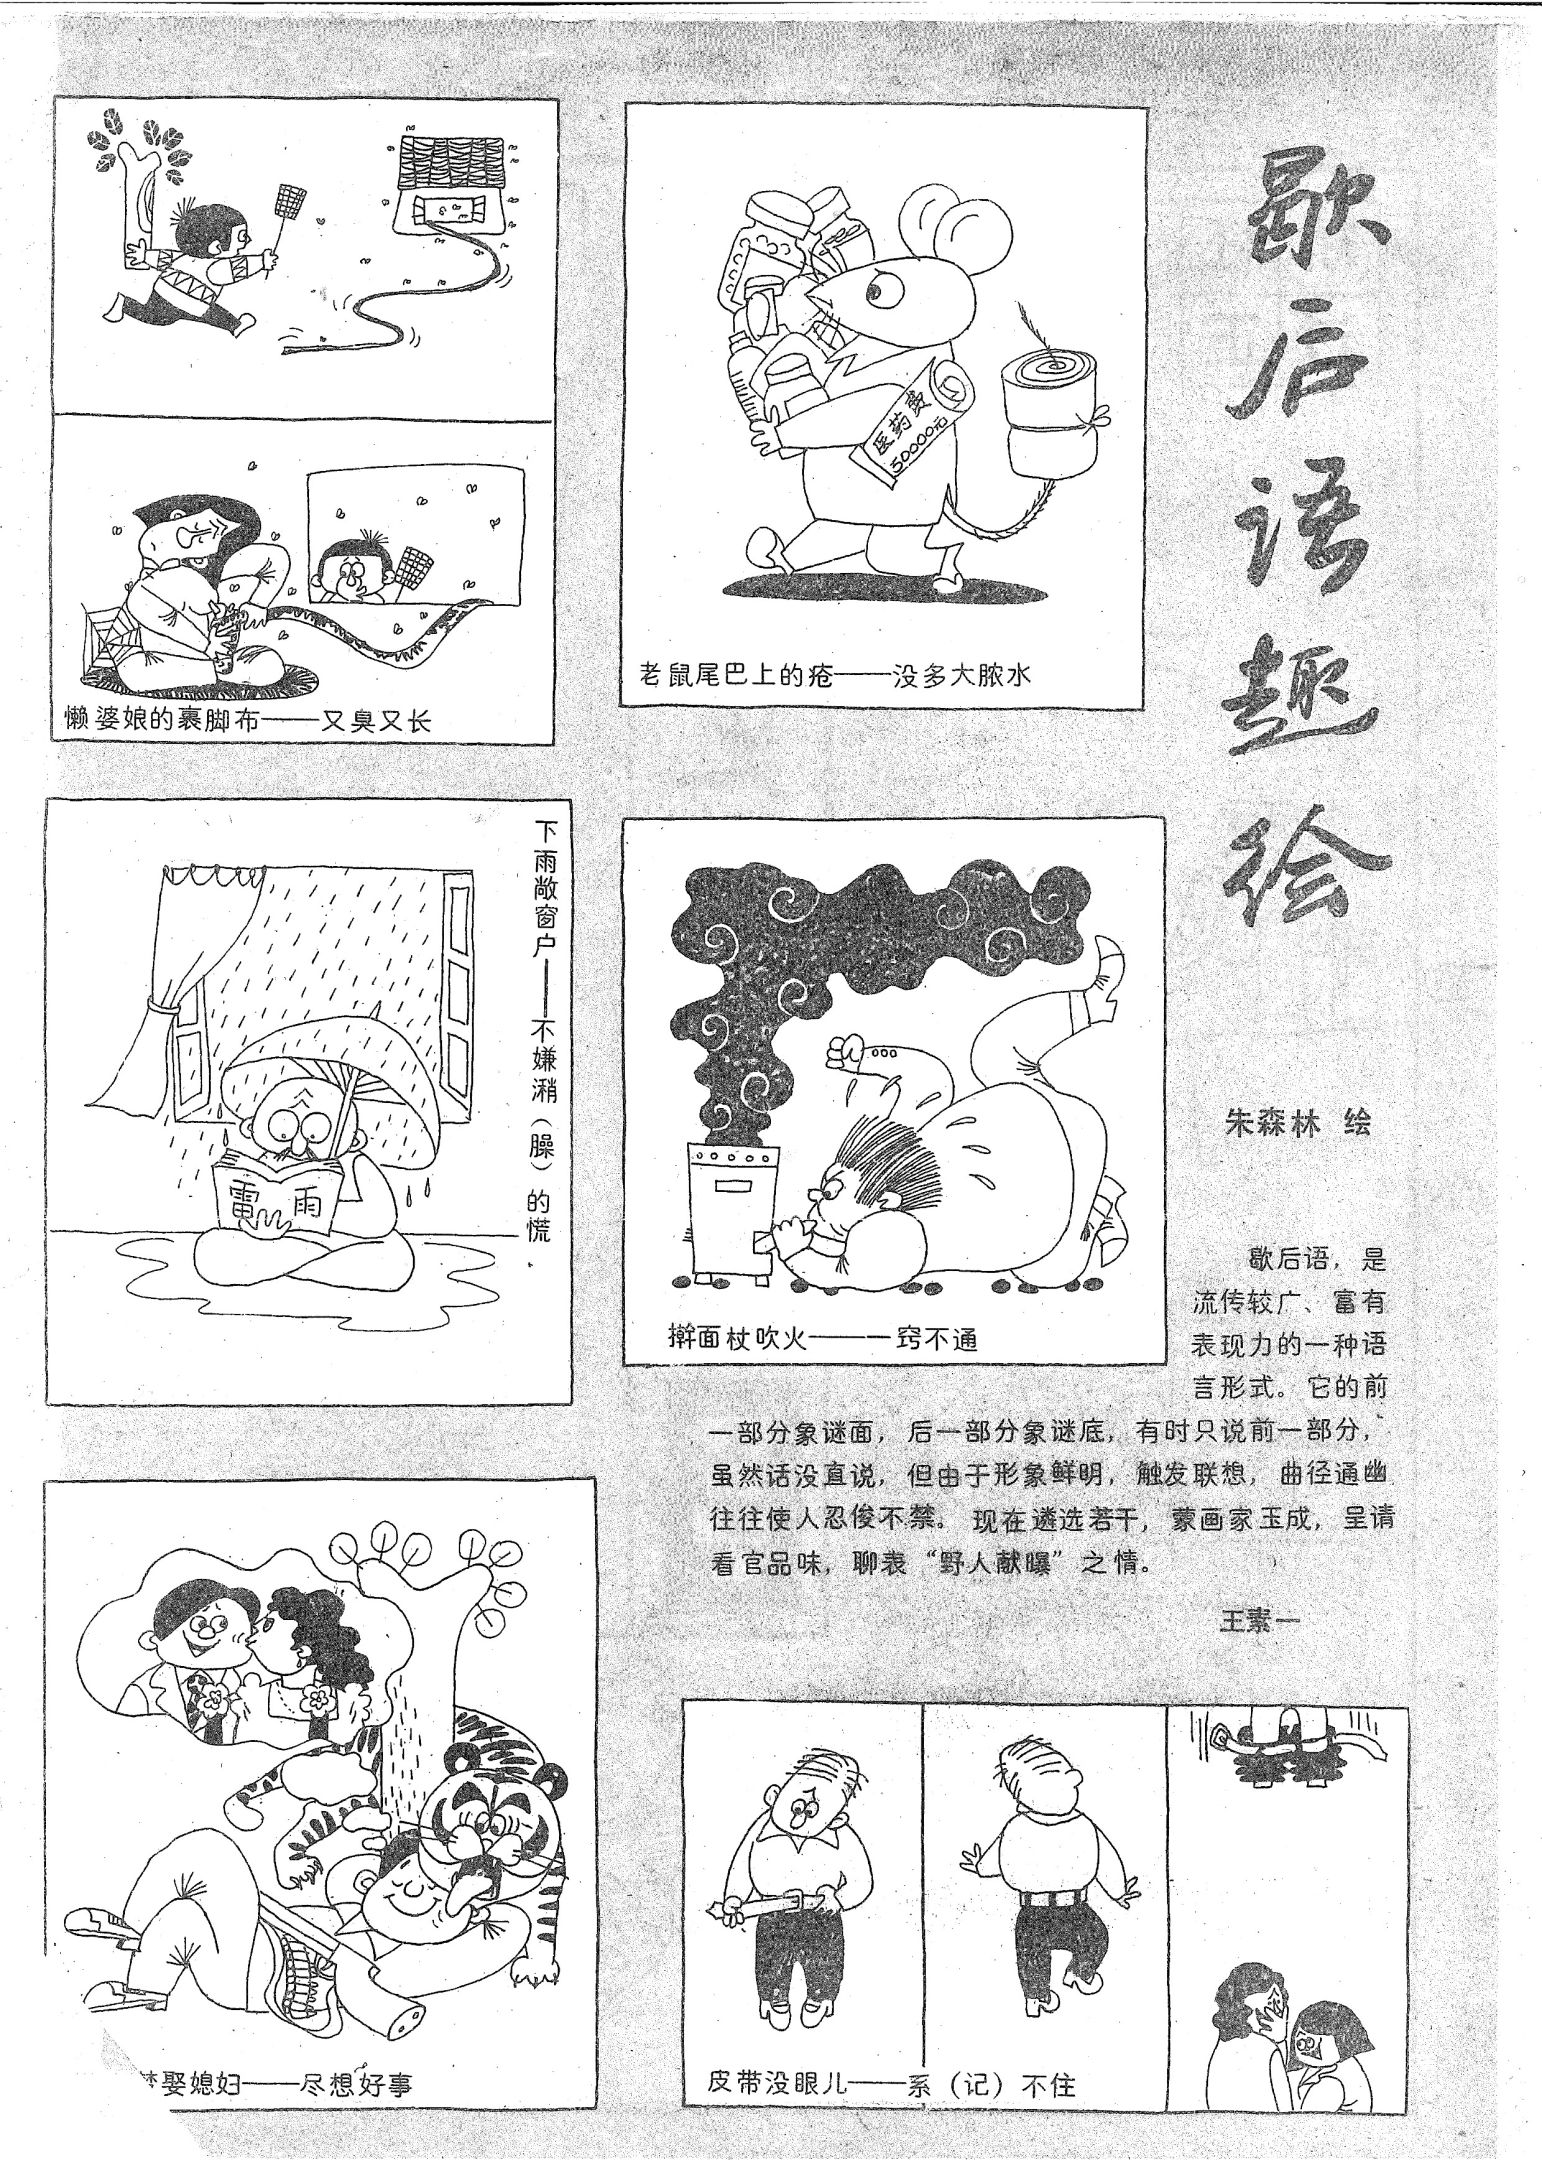 歇后语趣绘
朱森林 绘
懒婆娘的裹脚布——又臭又长
医药费
50000元
老鼠尾巴上的疮——没多大脓水
下雨敞窗户——不嫌潲（臊）的慌
雷雨
擀面杖吹火——一窍不通
歇后语，是
流传较广、富有
表现力的一种语
言形式。它的前
一部分象谜面，后一部分象谜底，有时只说前一部分，
虽然话没直说，但由于形象鲜明，触发联想，曲径通幽
往往使人忍俊不禁。现在遴选若干，蒙画家玉成，呈请
看官品味，聊表“野人献曝”之情。
王素一
梦娶媳妇——尽想好事
皮带没眼儿——系（记）不住